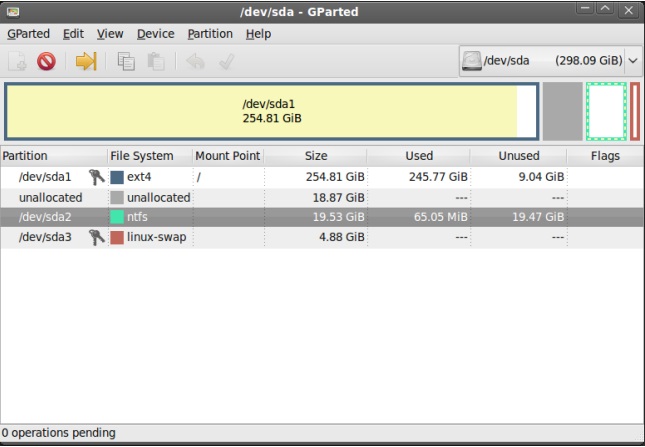 /dev/sda - GParted
GParted Edit View Device Partition Help
/dev/sda (298.09 GiB)
/dev/sda1
254.81 GiB
Partition File System Mount Point Size Used Unused Flags
/dev/sda1 ext4 / 254.81 GiB 245.77 GiB 9.04 GiB
unallocated unallocated 18.87 GiB --- ---
/dev/sda2 ntfs 19.53 GiB 65.05 MiB 19.47 GiB
/dev/sda3 linux-swap 4.88 GiB --- ---
0 operations pending